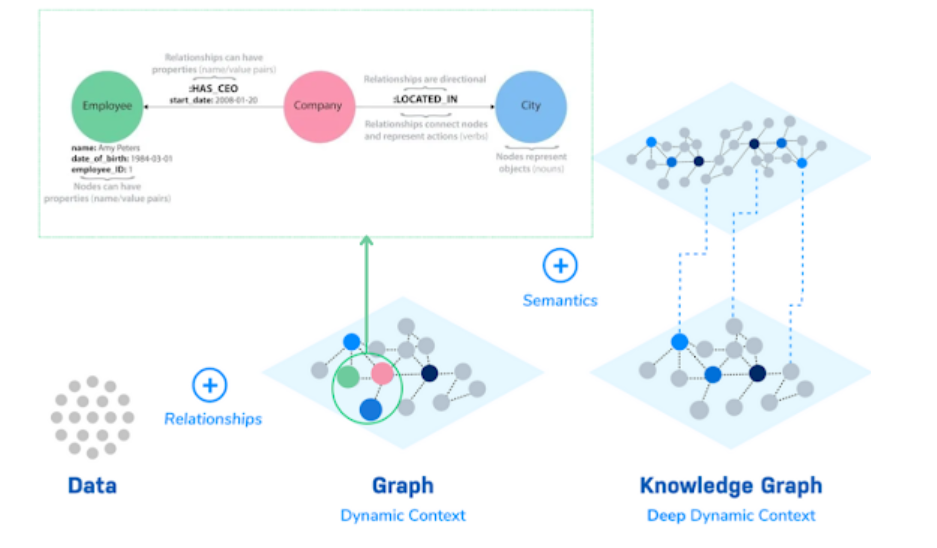 Relationships can have
properties (name/value pairs)
:HAS_CEO
start_date: 2008-01-20
Employee
Company
City
Relationships are directional
:LOCATED_IN
Relationships connect nodes
and represent actions (verbs)
name: Amy Peters
date_of_birth: 1984-03-01
employee_ID: 1
Nodes can have
properties (name/value pairs)
Nodes represent
objects (nouns)
Semantics
Relationships
Data
Graph
Dynamic Context
Knowledge Graph
Deep Dynamic Context